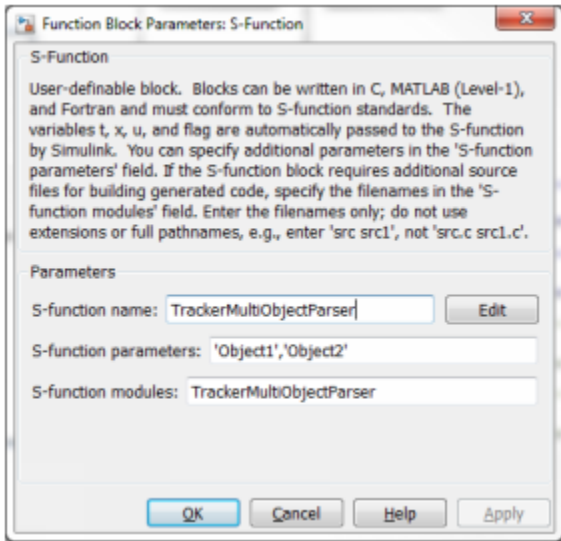 Function Block Parameters: S-Function
S-Function
User-definable block. Blocks can be written in C, MATLAB (Level-1),
and Fortran and must conform to S-function standards. The
variables t, x, u, and flag are automatically passed to the S-function
by Simulink. You can specify additional parameters in the 'S-function
parameters' field. If the S-function block requires additional source
files for building generated code, specify the filenames in the 'S-
function modules' field. Enter the filenames only; do not use
extensions or full pathnames, e.g., enter 'src src1', not 'src.c src1.c'.
Parameters
S-function name: TrackerMultiObjectParser Edit
S-function parameters: 'Object1','Object2'
S-function modules: TrackerMultiObjectParser
OK Cancel Help Apply